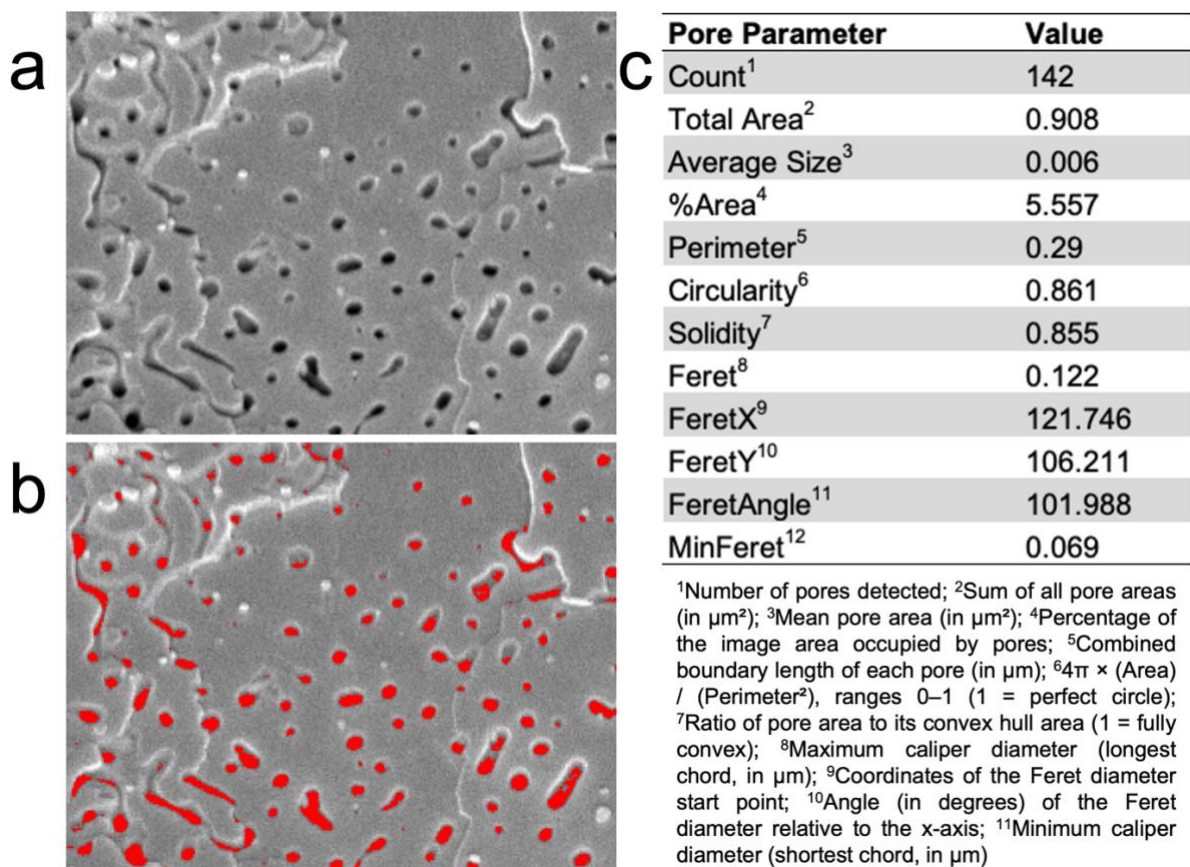 a
b
c
Pore Parameter Value
Count¹ 142
Total Area² 0.908
Average Size³ 0.006
%Area⁴ 5.557
Perimeter⁵ 0.29
Circularity⁶ 0.861
Solidity⁷ 0.855
Feret⁸ 0.122
FeretX⁹ 121.746
FeretY¹⁰ 106.211
FeretAngle¹¹ 101.988
MinFeret¹² 0.069
¹Number of pores detected; ²Sum of all pore areas
(in µm²); ³Mean pore area (in µm²); ⁴Percentage of
the image area occupied by pores; ⁵Combined
boundary length of each pore (in µm); ⁶4π × (Area)
/ (Perimeter²), ranges 0–1 (1 = perfect circle);
⁷Ratio of pore area to its convex hull area (1 = fully
convex); ⁸Maximum caliper diameter (longest
chord, in µm); ⁹Coordinates of the Feret diameter
start point; ¹⁰Angle (in degrees) of the Feret
diameter relative to the x-axis; ¹¹Minimum caliper
diameter (shortest chord, in µm)